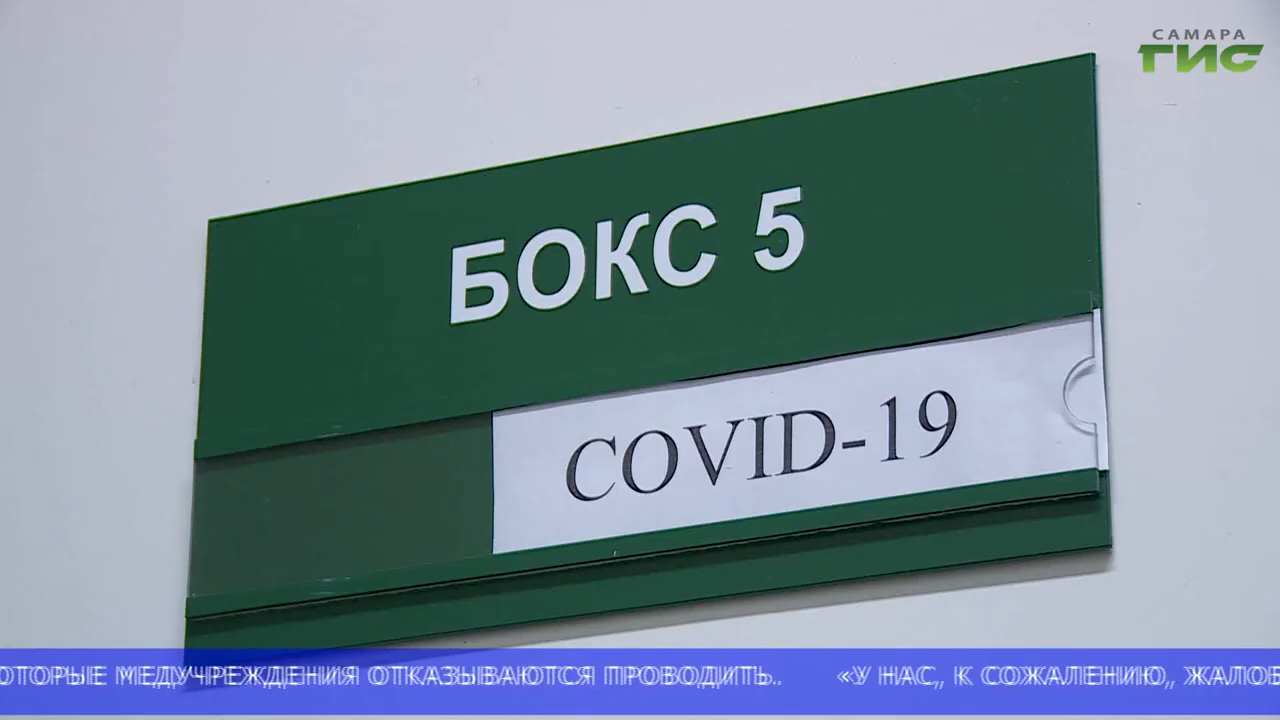 САМАРА
ГИС
БОКС 5
COVID-19
ОТОРЫЕ МЕДУЧРЕЖДЕНИЯ ОТКАЗЫВАЮТСЯ ПРОВОДИТЬ.. «У НАС, К СОЖАЛЕНИЮ, ЖАЛОБ